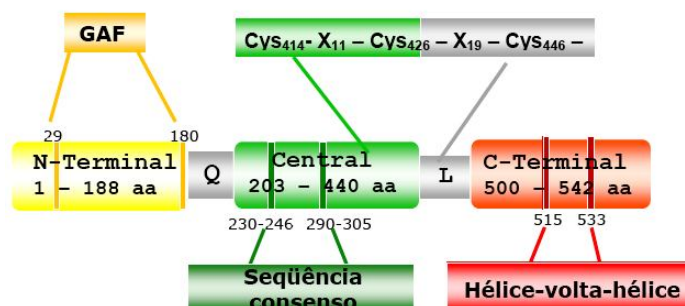 GAF
Cys414- X11 – Cys426 – X19 – Cys446 –
29
180
N-Terminal
1 – 188 aa
Q
Central
203 – 440 aa
L
C-Terminal
500 – 542 aa
230-246
290-305
515
533
Seqüência
consenso
Hélice-volta-hélice